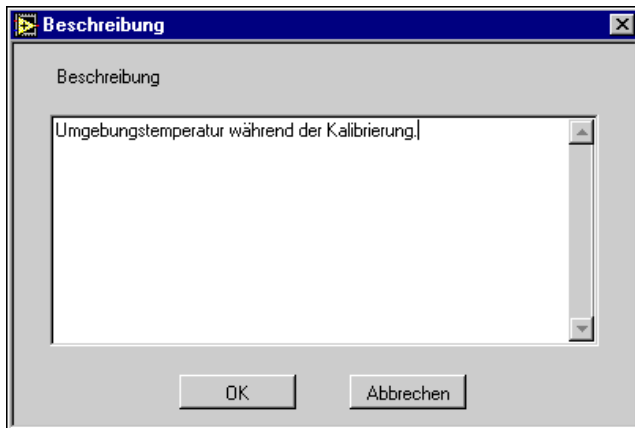 Beschreibung
Beschreibung
Umgebungstemperatur während der Kalibrierung.
OK Abbrechen